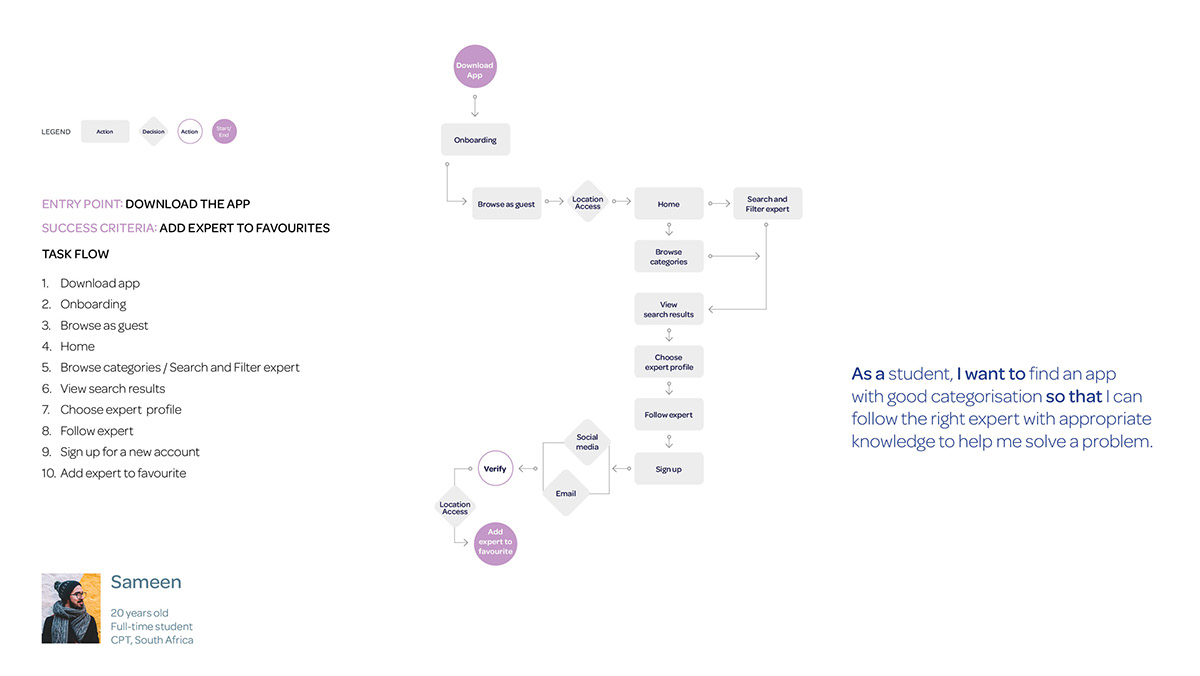 LEGEND
Action
Decision
Action
Start/
End
ENTRY POINT: DOWNLOAD THE APP
SUCCESS CRITERIA: ADD EXPERT TO FAVOURITES
TASK FLOW
1. Download app
2. Onboarding
3. Browse as guest
4. Home
5. Browse categories / Search and Filter expert
6. View search results
7. Choose expert profile
8. Follow expert
9. Sign up for a new account
10. Add expert to favourite
Sameen
20 years old
Full-time student
CPT, South Africa
Download
App
Onboarding
Browse as guest
Location
Access
Home
Search and
Filter expert
Browse
categories
View
search results
Choose
expert profile
Follow expert
Sign up
Social
media
Email
Verify
Location
Access
Add
expert to
favourite
As a student, I want to find an app
with good categorisation so that I can
follow the right expert with appropriate
knowledge to help me solve a problem.